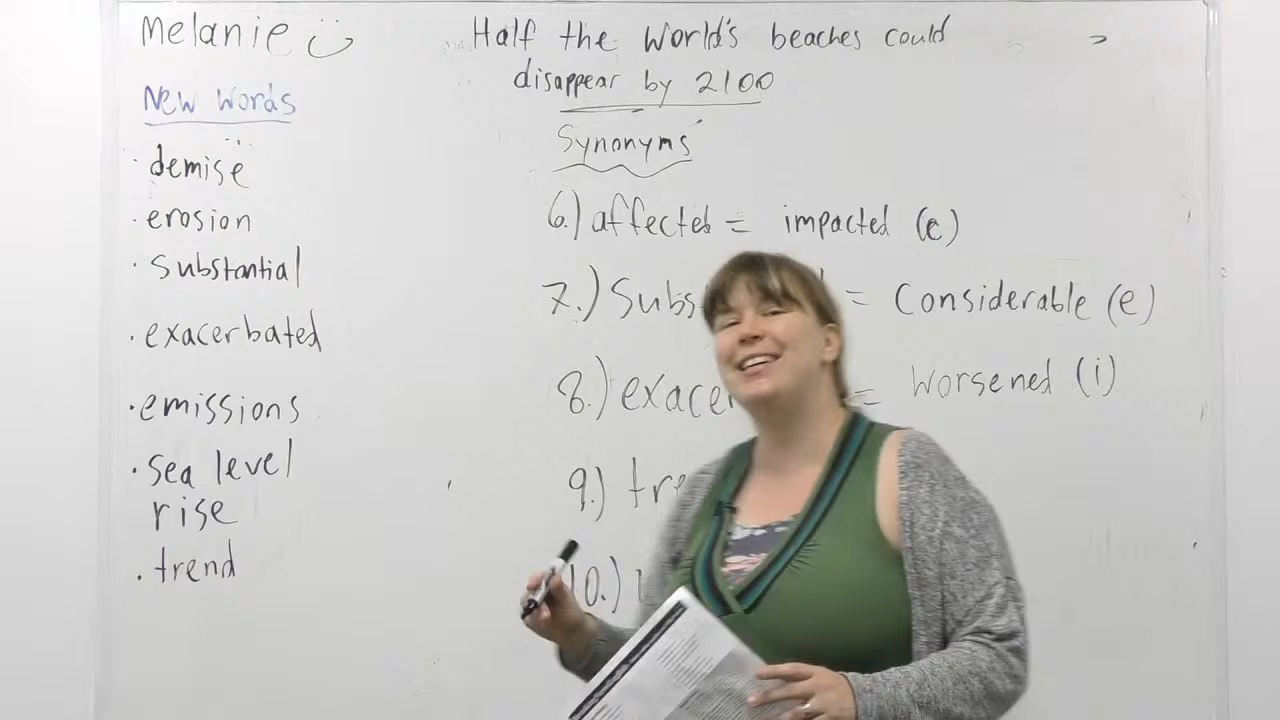 Melanie
New Words
· demise
· erosion
· Substantial
· exacerbated
· emissions
· sea level
rise
· trend
Half the World's beaches could
disappear by 2100
Synonyms
6.) affected = impacted (c)
7.) Subs = Considerable (e)
8.) exacer = Worsened (i)
9.) tre
10.)